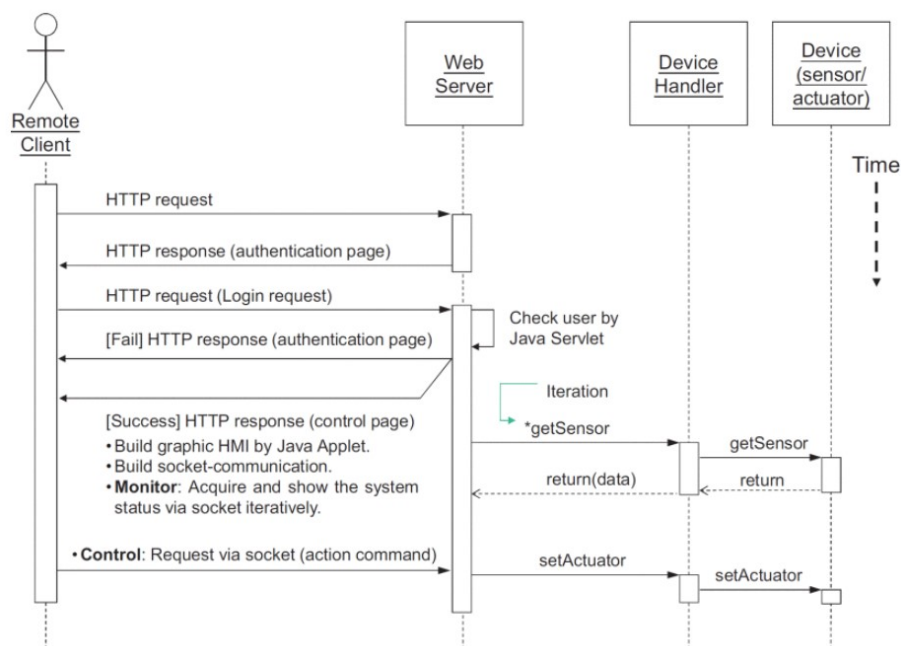 Remote
Client
Web
Server
Device
Handler
Device
(sensor/
actuator)
Time
HTTP request
HTTP response (authentication page)
HTTP request (Login request)
Check user by
Java Servlet
[Fail] HTTP response (authentication page)
Iteration
[Success] HTTP response (control page)
•Build graphic HMI by Java Applet.
•Build socket-communication.
•Monitor: Acquire and show the system
status via socket iteratively.
*getSensor
getSensor
return(data)
return
•Control: Request via socket (action command)
setActuator
setActuator